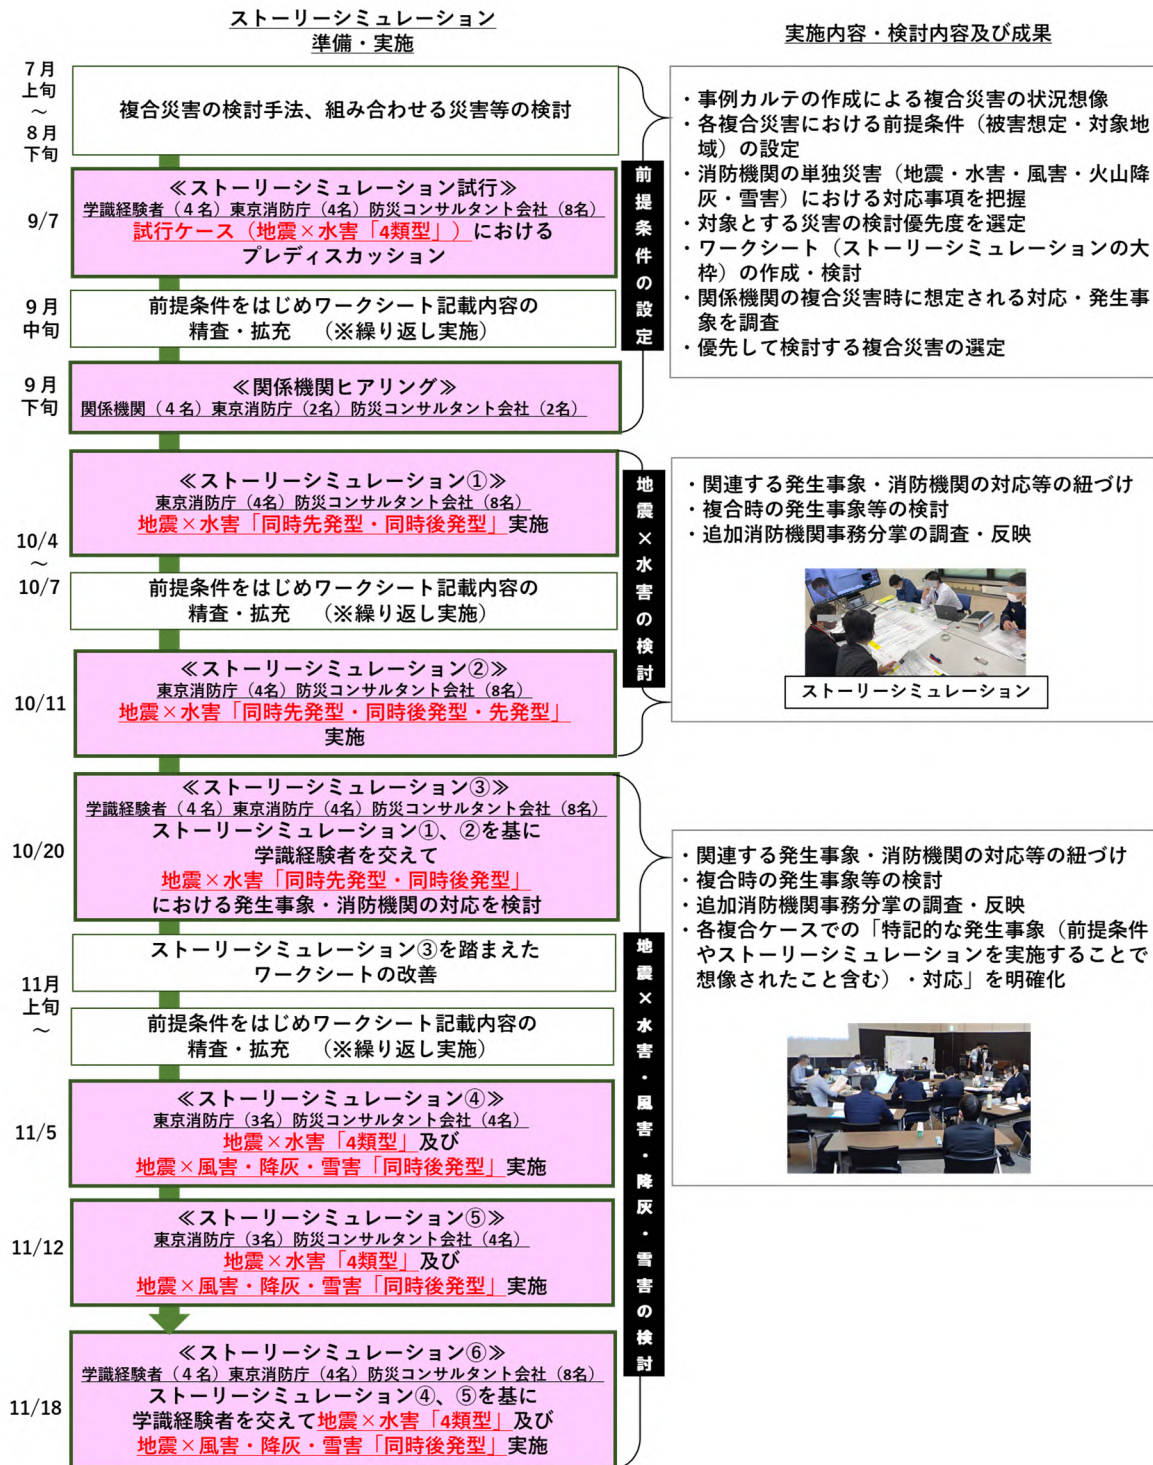 ストーリーシミュレーション
準備・実施
実施内容・検討内容及び成果
7月
上旬
～
8月
下旬
複合災害の検討手法、組み合わせる災害等の検討
9/7
≪ストーリーシミュレーション試行≫
学識経験者（４名）東京消防庁（4名）防災コンサルタント会社（8名）
試行ケース（地震×水害「4類型」）における
プレディスカッション
9月
中旬
前提条件をはじめワークシート記載内容の
精査・拡充　（※繰り返し実施）
9月
下旬
≪関係機関ヒアリング≫
関係機関（４名）東京消防庁（2名）防災コンサルタント会社（2名）
前提条件の設定
・事例カルテの作成による複合災害の状況想像
・各複合災害における前提条件（被害想定・対象地
域）の設定
・消防機関の単独災害（地震・水害・風害・火山降
灰・雪害）における対応事項を把握
・対象とする災害の検討優先度を選定
・ワークシート（ストーリーシミュレーションの大
枠）の作成・検討
・関係機関の複合災害時に想定される対応・発生事
象を調査
・優先して検討する複合災害の選定
≪ストーリーシミュレーション①≫
東京消防庁（4名）防災コンサルタント会社（8名）
地震×水害「同時先発型・同時後発型」実施
10/4
～
10/7
前提条件をはじめワークシート記載内容の
精査・拡充　（※繰り返し実施）
10/11
≪ストーリーシミュレーション②≫
東京消防庁（4名）防災コンサルタント会社（8名）
地震×水害「同時先発型・同時後発型・先発型」
実施
地震×水害の検討
・関連する発生事象・消防機関の対応等の紐づけ
・複合時の発生事象等の検討
・追加消防機関事務分掌の調査・反映
ストーリーシミュレーション
10/20
≪ストーリーシミュレーション③≫
学識経験者（４名）東京消防庁（4名）防災コンサルタント会社（8名）
ストーリーシミュレーション①、②を基に
学識経験者を交えて
地震×水害「同時先発型・同時後発型」
における発生事象・消防機関の対応を検討
11月
上旬
～
ストーリーシミュレーション③を踏まえた
ワークシートの改善
前提条件をはじめワークシート記載内容の
精査・拡充　（※繰り返し実施）
11/5
≪ストーリーシミュレーション④≫
東京消防庁（3名）防災コンサルタント会社（4名）
地震×水害「4類型」及び
地震×風害・降灰・雪害「同時後発型」実施
11/12
≪ストーリーシミュレーション⑤≫
東京消防庁（3名）防災コンサルタント会社（4名）
地震×水害「4類型」及び
地震×風害・降灰・雪害「同時後発型」実施
11/18
≪ストーリーシミュレーション⑥≫
学識経験者（４名）東京消防庁（4名）防災コンサルタント会社（8名）
ストーリーシミュレーション④、⑤を基に
学識経験者を交えて地震×水害「4類型」及び
地震×風害・降灰・雪害「同時後発型」実施
地震×水害・風害・降灰・雪害の検討
・関連する発生事象・消防機関の対応等の紐づけ
・複合時の発生事象等の検討
・追加消防機関事務分掌の調査・反映
・各複合ケースでの「特記的な発生事象（前提条件
やストーリーシミュレーションを実施することで
想像されたこと含む）・対応」を明確化